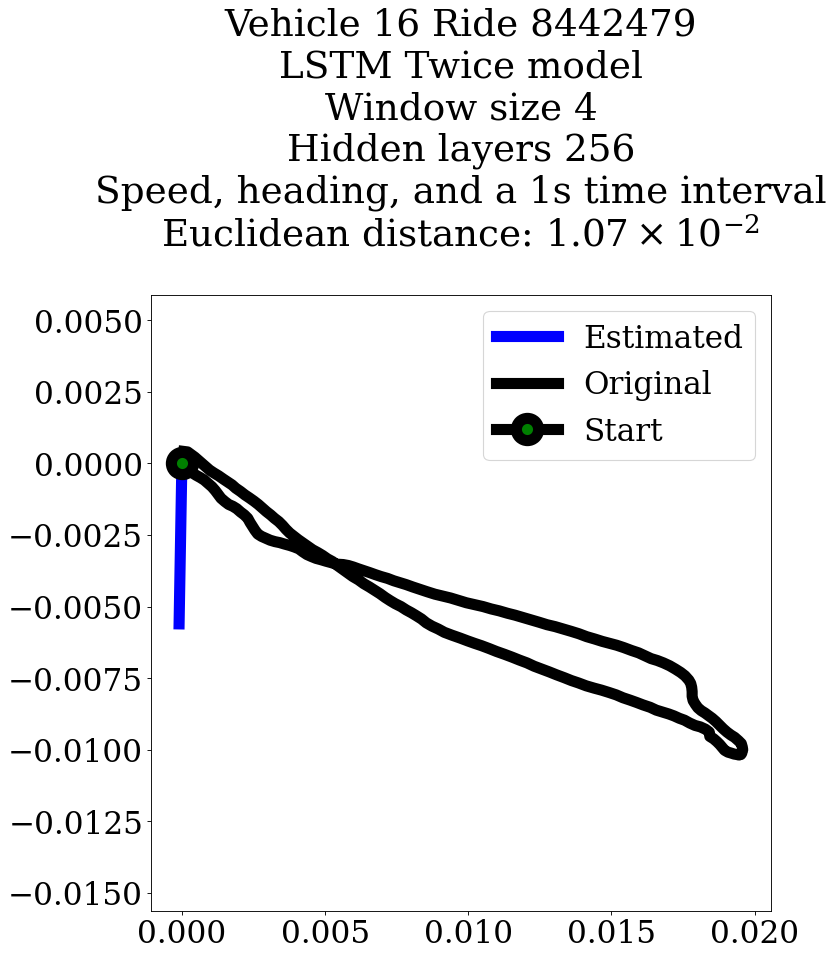 Vehicle 16 Ride 8442479
LSTM Twice model
Window size 4
Hidden layers 256
Speed, heading, and a 1s time interval
Euclidean distance: 1.07 × 10⁻²
Estimated
Original
Start
0.0050
0.0025
0.0000
−0.0025
−0.0050
−0.0075
−0.0100
−0.0125
−0.0150
0.000 0.005 0.010 0.015 0.020